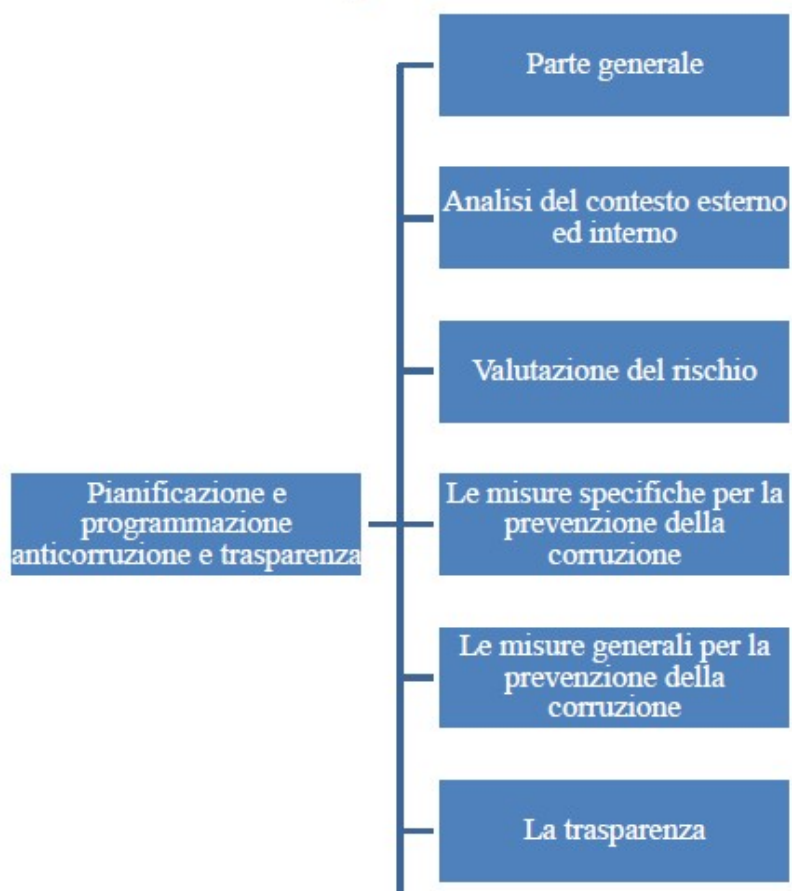 Parte generale
Analisi del contesto esterno
ed interno
Valutazione del rischio
Pianificazione e
programmazione
anticorruzione e trasparenza
Le misure specifiche per la
prevenzione della
corruzione
Le misure generali per la
prevenzione della
corruzione
La trasparenza